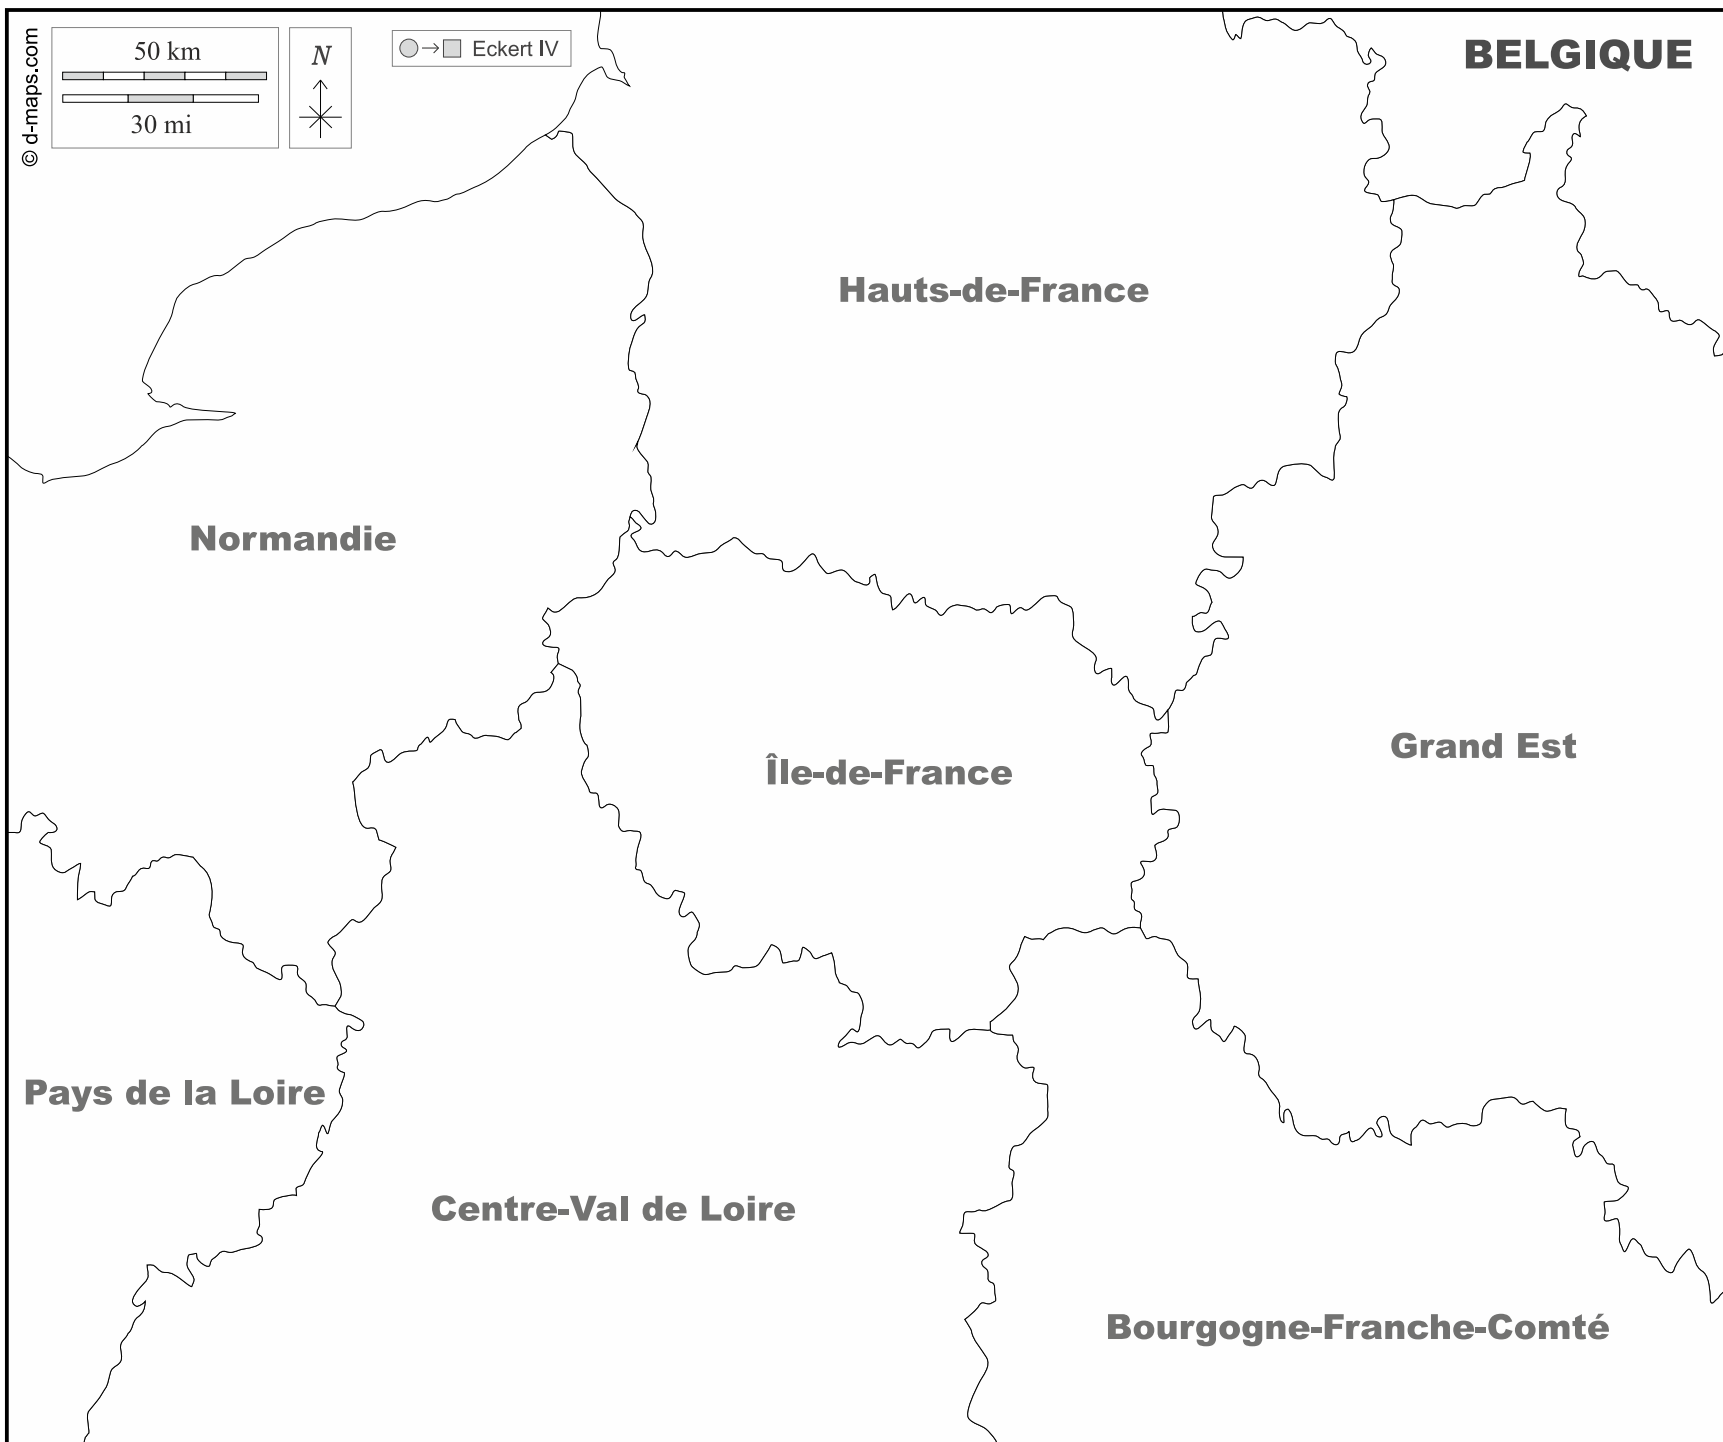 © d-maps.com
50 km
30 mi
N
Eckert IV
BELGIQUE
Hauts-de-France
Normandie
Grand Est
Île-de-France
Pays de la Loire
Centre-Val de Loire
Bourgogne-Franche-Comté